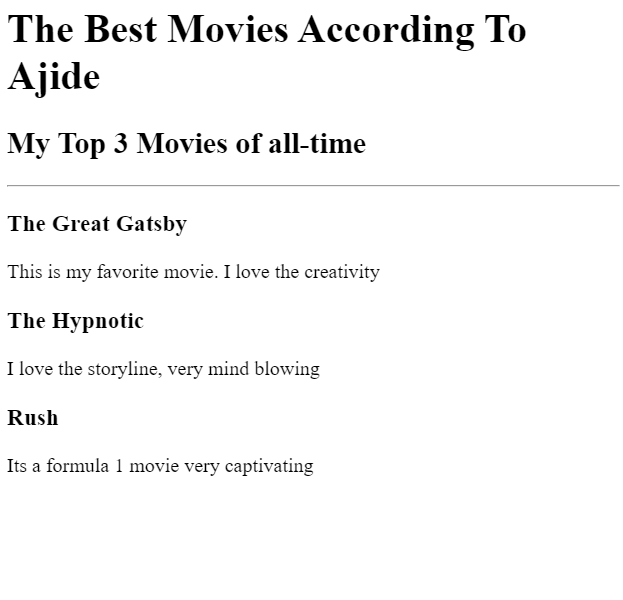 The Best Movies According To
Ajide
My Top 3 Movies of all-time
The Great Gatsby
This is my favorite movie. I love the creativity
The Hypnotic
I love the storyline, very mind blowing
Rush
Its a formula 1 movie very captivating